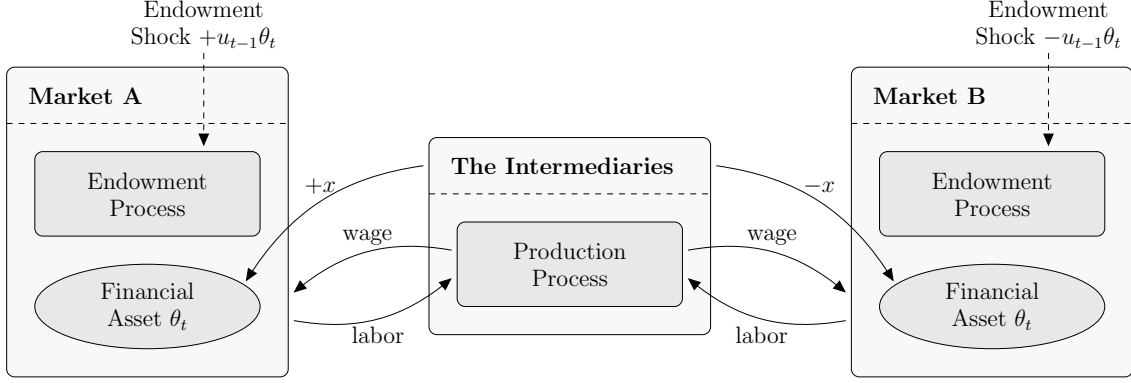 Endowment
Shock +u_{t−1}θ_t
Market A
Endowment
Process
Financial
Asset θ_t
+x
wage
labor
The Intermediaries
Production
Process
−x
wage
labor
Endowment
Shock −u_{t−1}θ_t
Market B
Endowment
Process
Financial
Asset θ_t